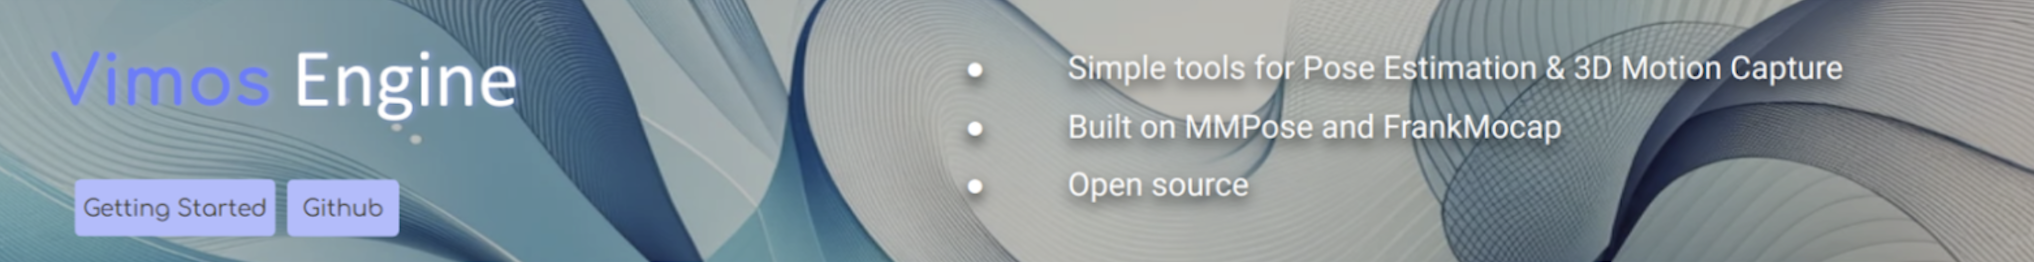 Vimos Engine
Getting Started
Github
• Simple tools for Pose Estimation & 3D Motion Capture
• Built on MMPose and FrankMocap
• Open source